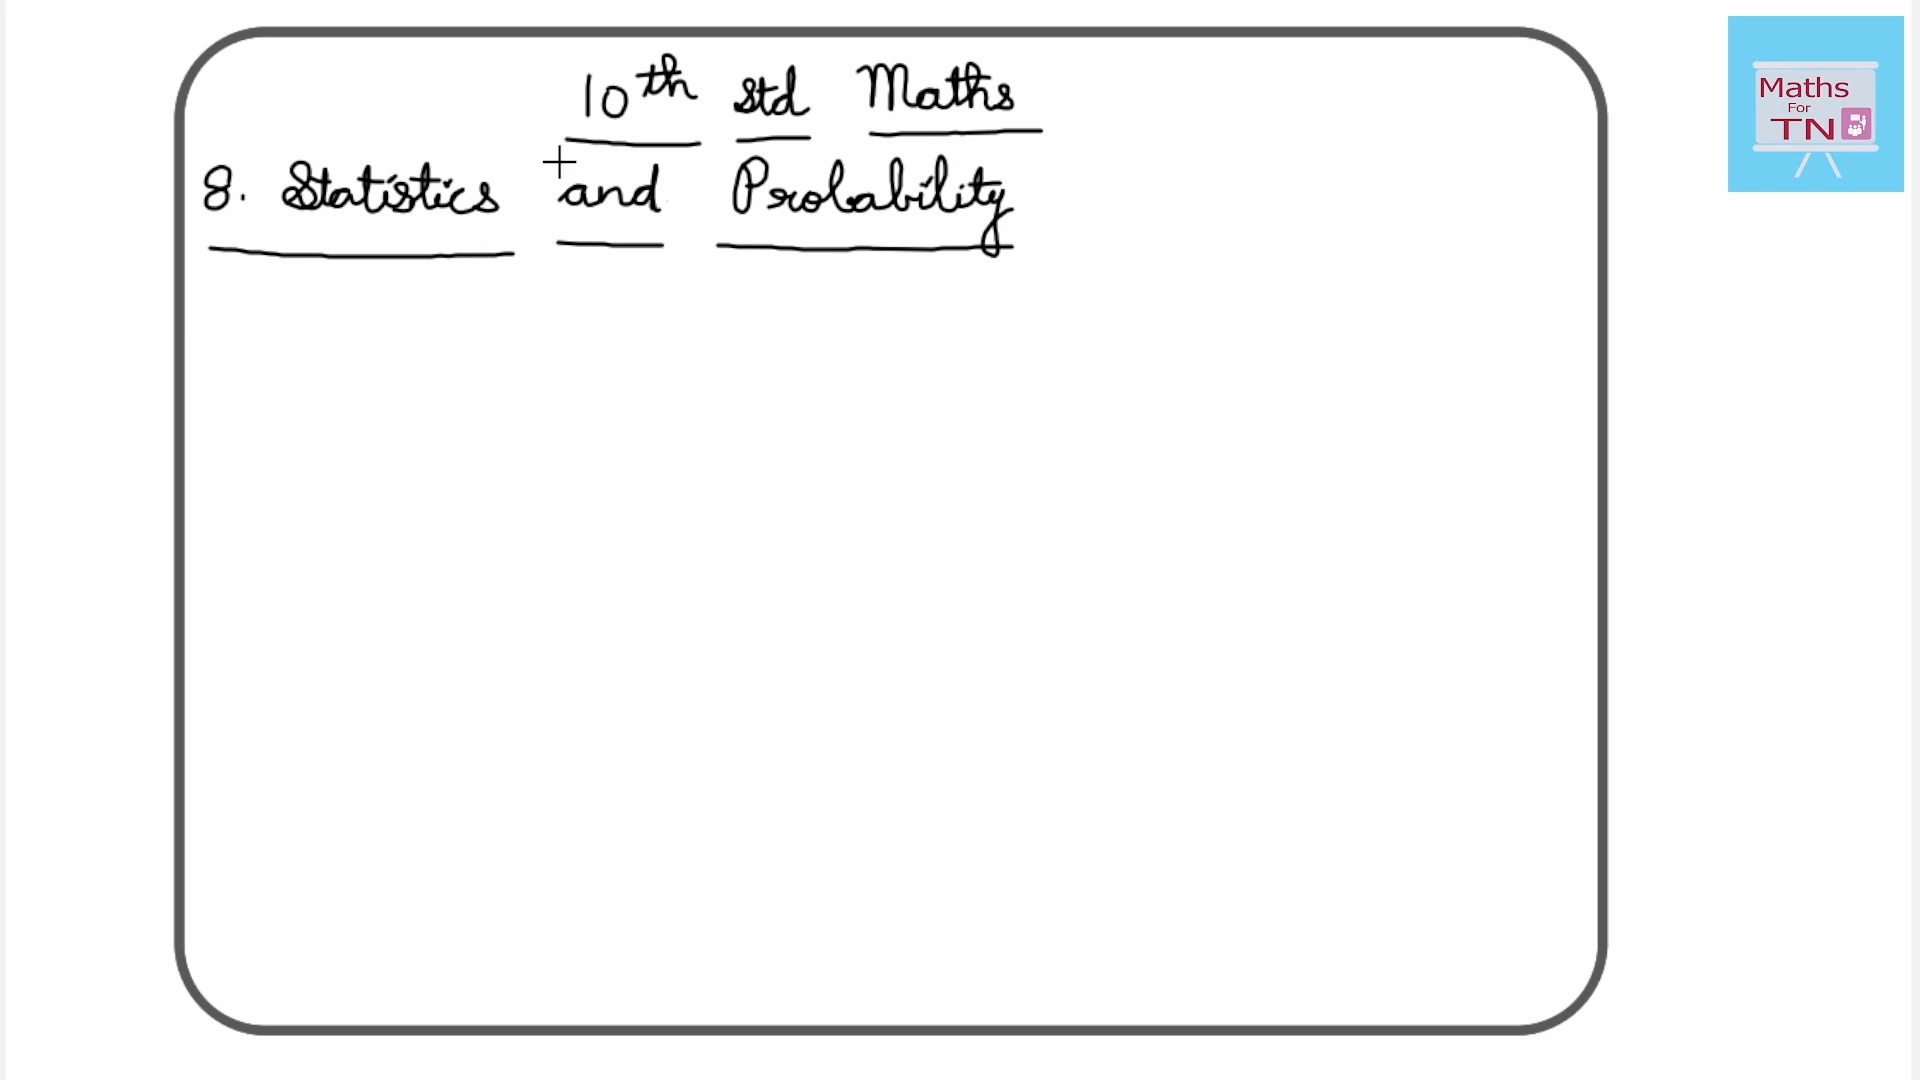 10th std Maths
8. Statistics and Probability
Maths
For
TN